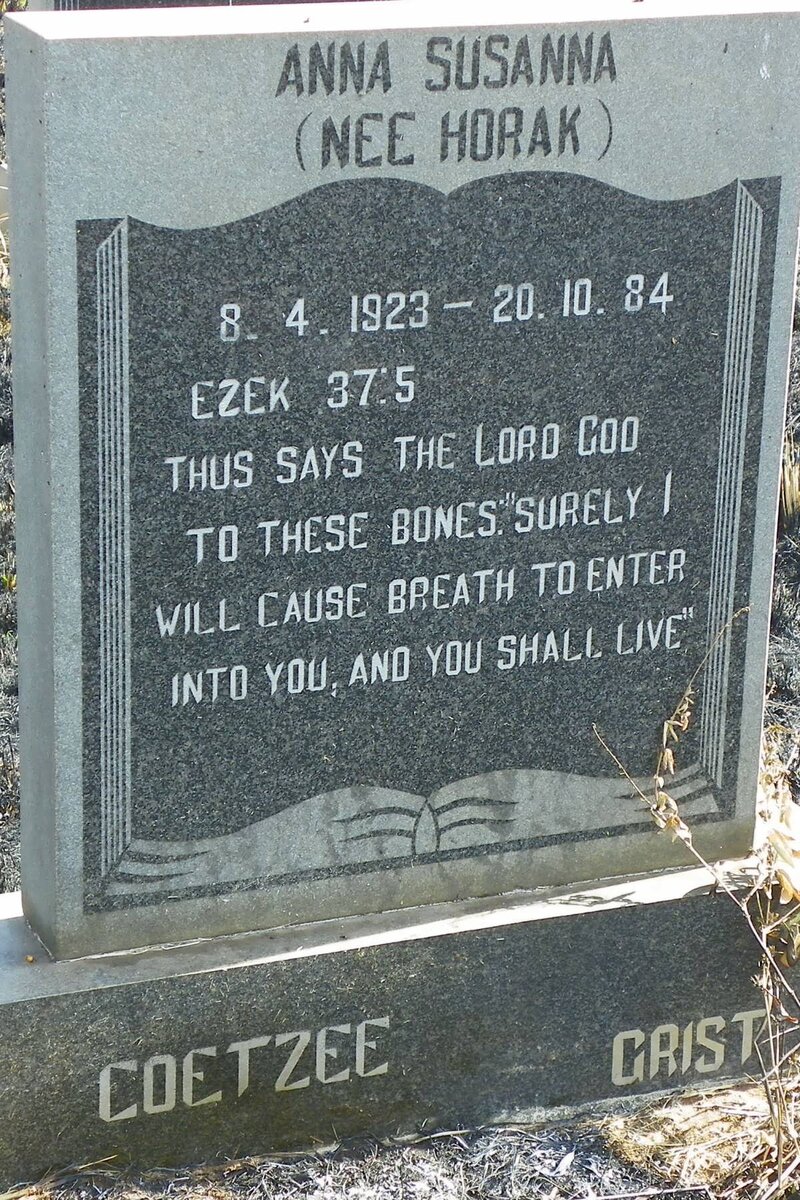 ANNA SUSANNA
(NEE HORAK)
8. 4. 1923 – 20. 10. 84
EZEK 37:5
THUS SAYS THE LORD GOD
TO THESE BONES:"SURELY I
WILL CAUSE BREATH TO ENTER
INTO YOU, AND YOU SHALL LIVE"
COETZEE GRIST